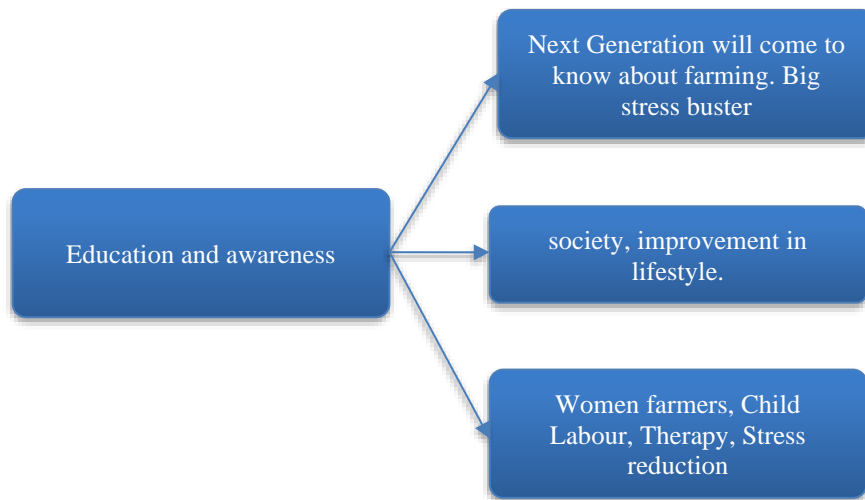 Next Generation will come to
know about farming. Big
stress buster
Education and awareness
society, improvement in
lifestyle.
Women farmers, Child
Labour, Therapy, Stress
reduction